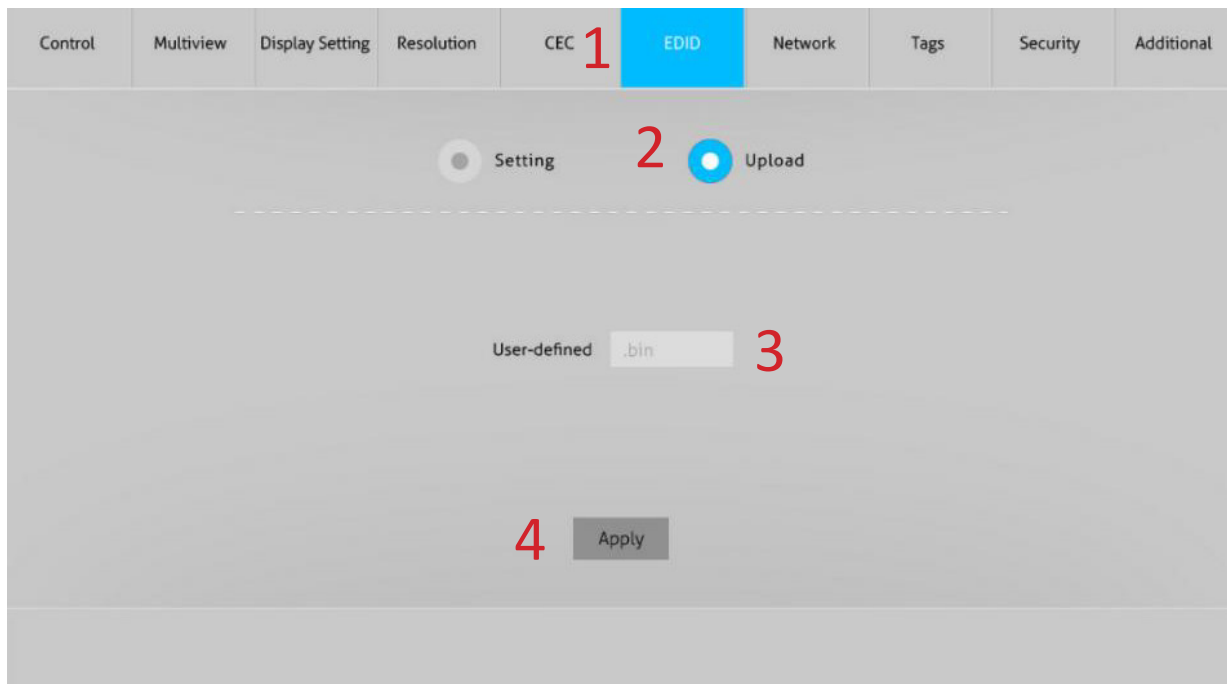 Control Multiview Display Setting Resolution CEC 1 EDID Network Tags Security Additional
Setting 2 Upload
User-defined .bin 3
4 Apply